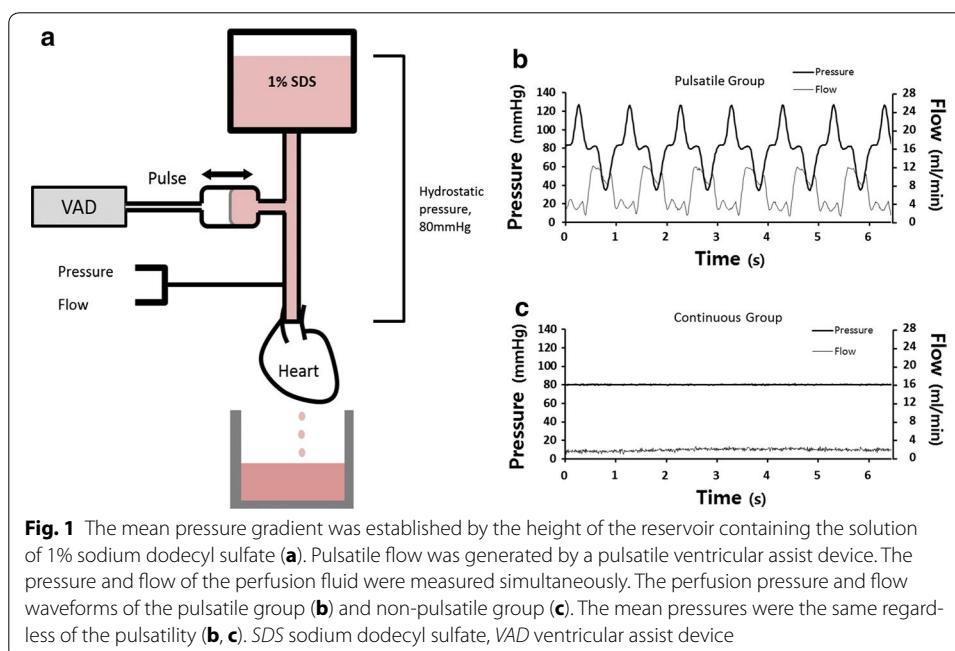 a
1% SDS
Pulse
VAD
Hydrostatic
pressure,
80mmHg
Pressure
Flow
Heart
b
Pulsatile Group
Pressure
Flow
Pressure (mmHg)
140
120
100
80
60
40
20
0
Flow (ml/min)
28
24
20
16
12
8
4
0
0 1 2 3 4 5 6
Time (s)
c
Continuous Group
Pressure
Flow
Pressure (mmHg)
140
120
100
80
60
40
20
0
Flow (ml/min)
28
24
20
16
12
8
4
0
0 1 2 3 4 5 6
Time (s)
Fig. 1 The mean pressure gradient was established by the height of the reservoir containing the solution
of 1% sodium dodecyl sulfate (a). Pulsatile flow was generated by a pulsatile ventricular assist device. The
pressure and flow of the perfusion fluid were measured simultaneously. The perfusion pressure and flow
waveforms of the pulsatile group (b) and non-pulsatile group (c). The mean pressures were the same regard-
less of the pulsatility (b, c). SDS sodium dodecyl sulfate, VAD ventricular assist device